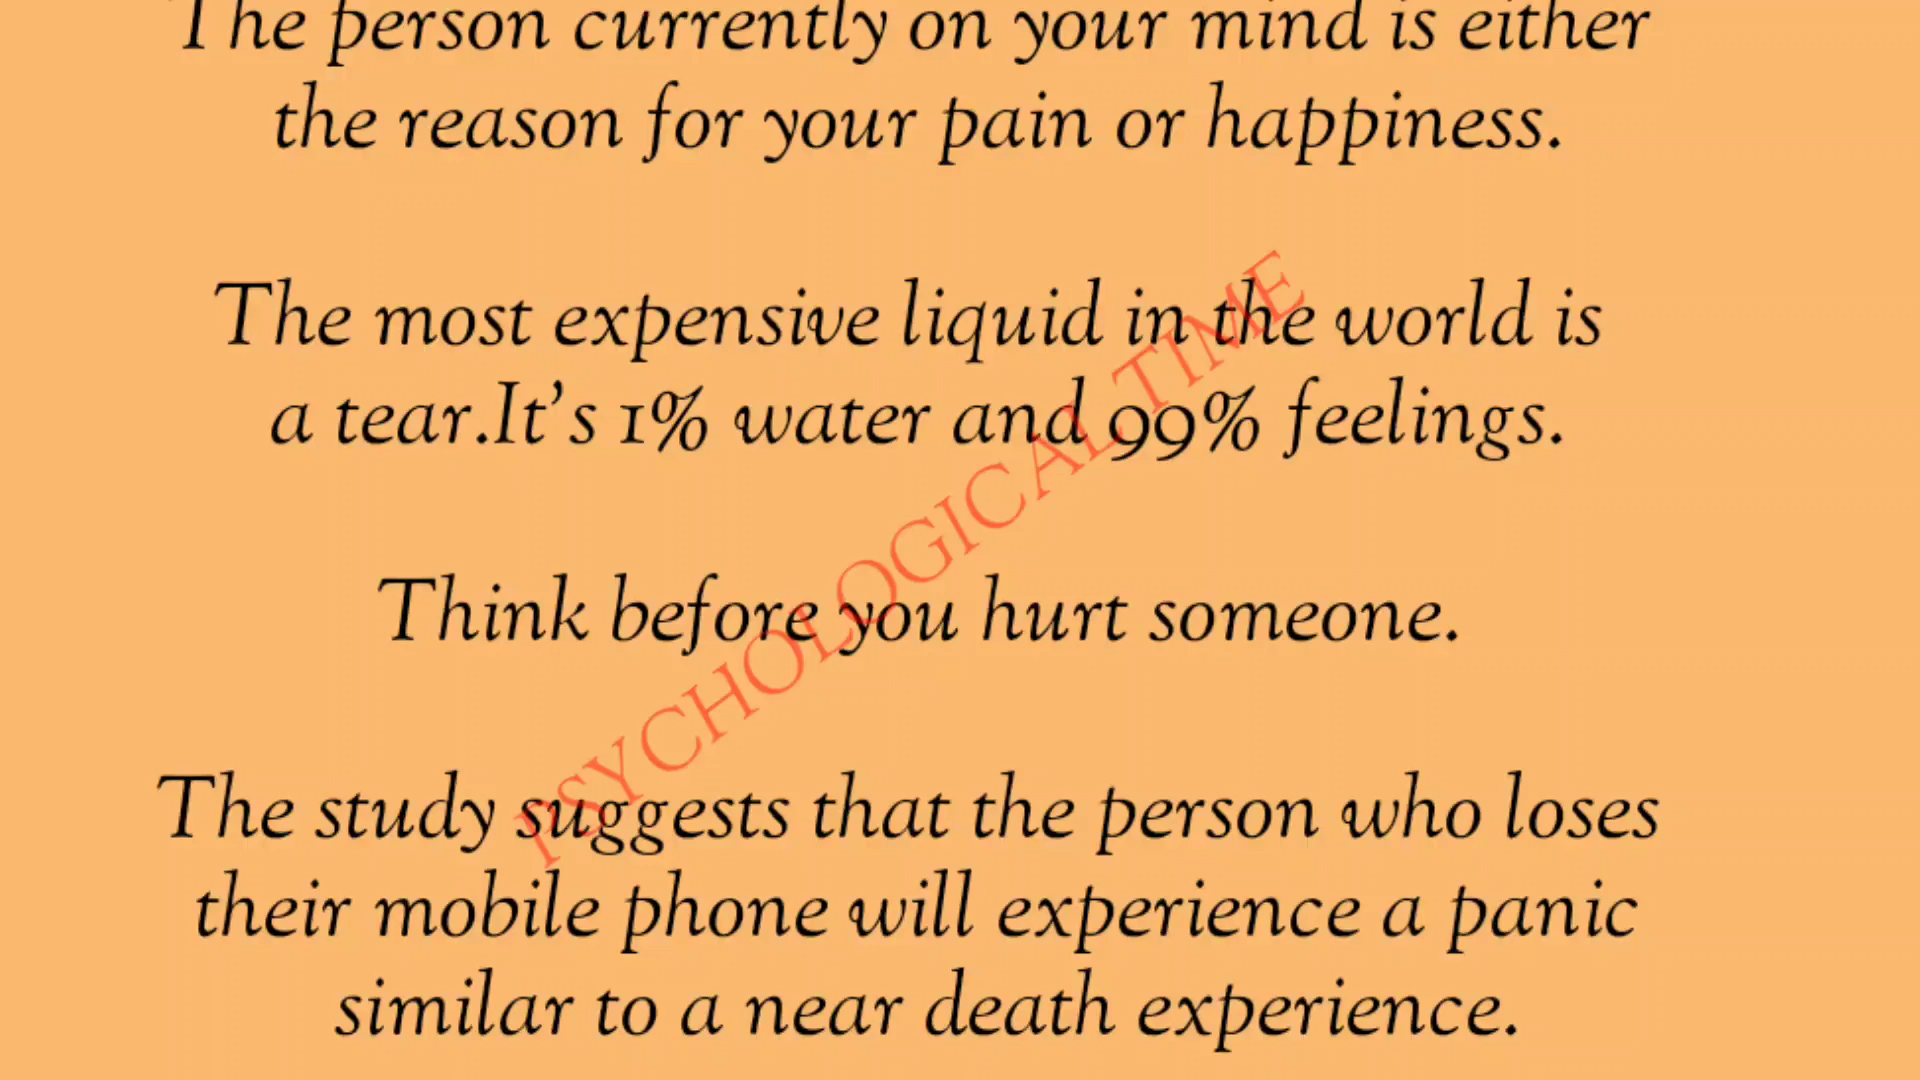 The person currently on your mind is either
the reason for your pain or happiness.
The most expensive liquid in the world is
a tear.It's 1% water and 99% feelings.
Think before you hurt someone.
The study suggests that the person who loses
their mobile phone will experience a panic
similar to a near death experience.
PSYCHOLOGICAL TIME